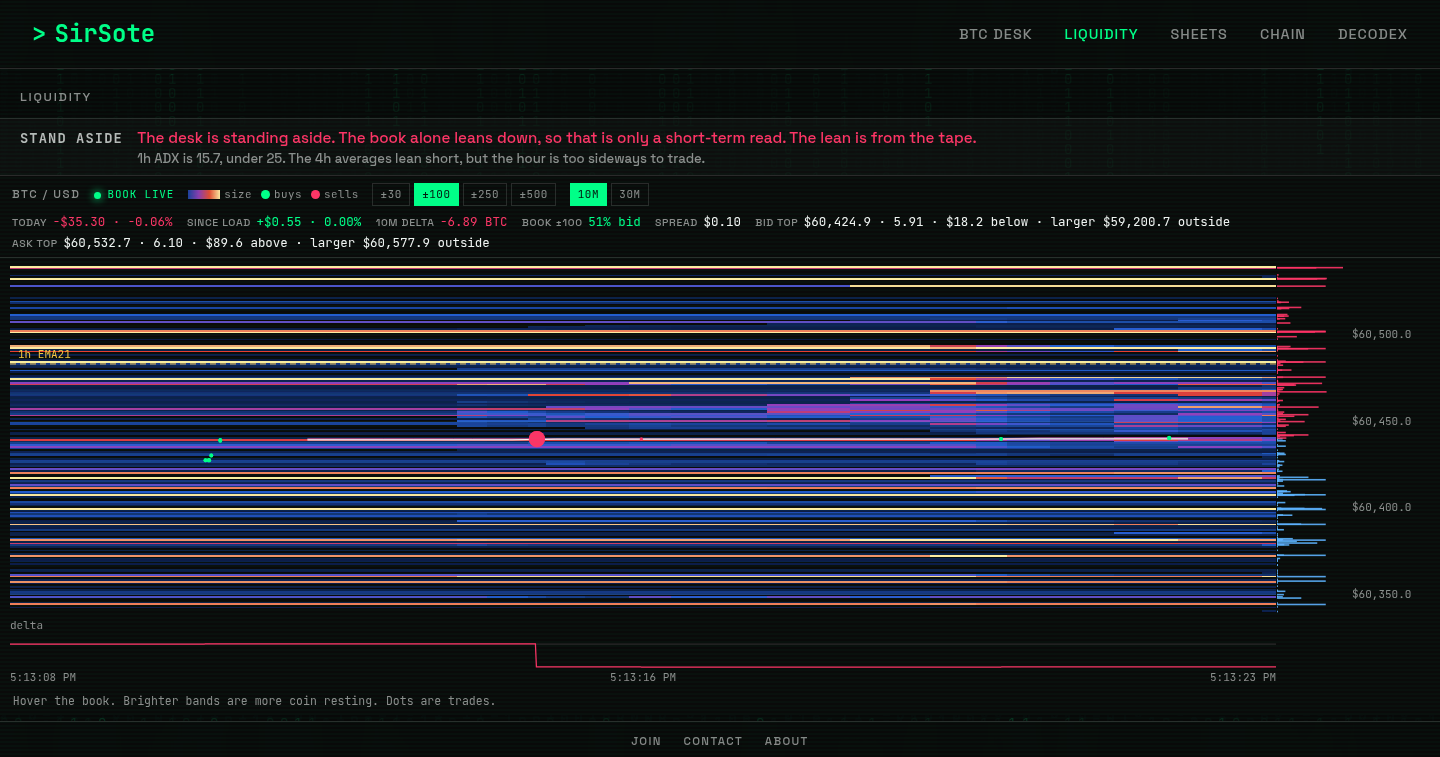 > SirSote
BTC DESK LIQUIDITY SHEETS CHAIN DECODEX
LIQUIDITY
STAND ASIDE The desk is standing aside. The book alone leans down, so that is only a short-term read. The lean is from the tape.
1h ADX is 15.7, under 25. The 4h averages lean short, but the hour is too sideways to trade.
BTC / USD BOOK LIVE size buys sells ±30 ±100 ±250 ±500 10M 30M
TODAY -$35.30 · -0.06% SINCE LOAD +$0.55 · 0.00% 10M DELTA -6.89 BTC BOOK ±100 51% bid SPREAD $0.10 BID TOP $60,424.9 · 5.91 · $18.2 below · larger $59,200.7 outside
ASK TOP $60,532.7 · 6.10 · $89.6 above · larger $60,577.9 outside
$60,500.0
1h EMA21
$60,450.0
$60,400.0
$60,350.0
delta
5:13:08 PM 5:13:16 PM 5:13:23 PM
Hover the book. Brighter bands are more coin resting. Dots are trades.
JOIN CONTACT ABOUT